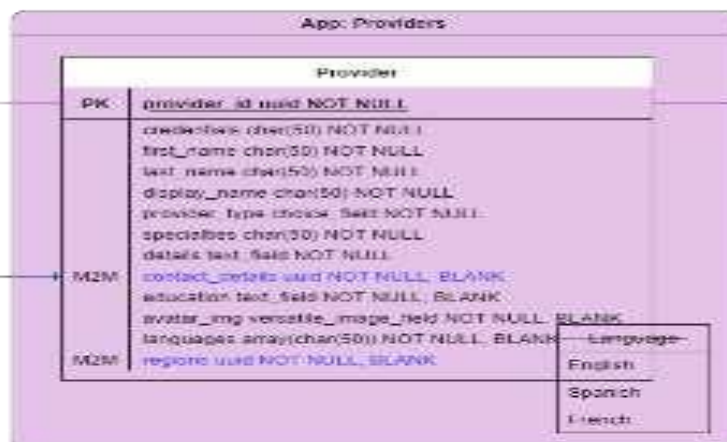 App: Providers
Provider
PK provider_id uuid NOT NULL
credentials char(50) NOT NULL
first_name char(50) NOT NULL
last_name char(50) NOT NULL
display_name char(50) NOT NULL
provider_type choice_field NOT NULL
specialties char(50) NOT NULL
details text_field NOT NULL
M2M contact_details uuid NOT NULL, BLANK
education text_field NOT NULL, BLANK
avatar_img versatile_image_field NOT NULL, BLANK
languages array(char(50)) NOT NULL, BLANK
M2M regions uuid NOT NULL, BLANK
Language
English
Spanish
French